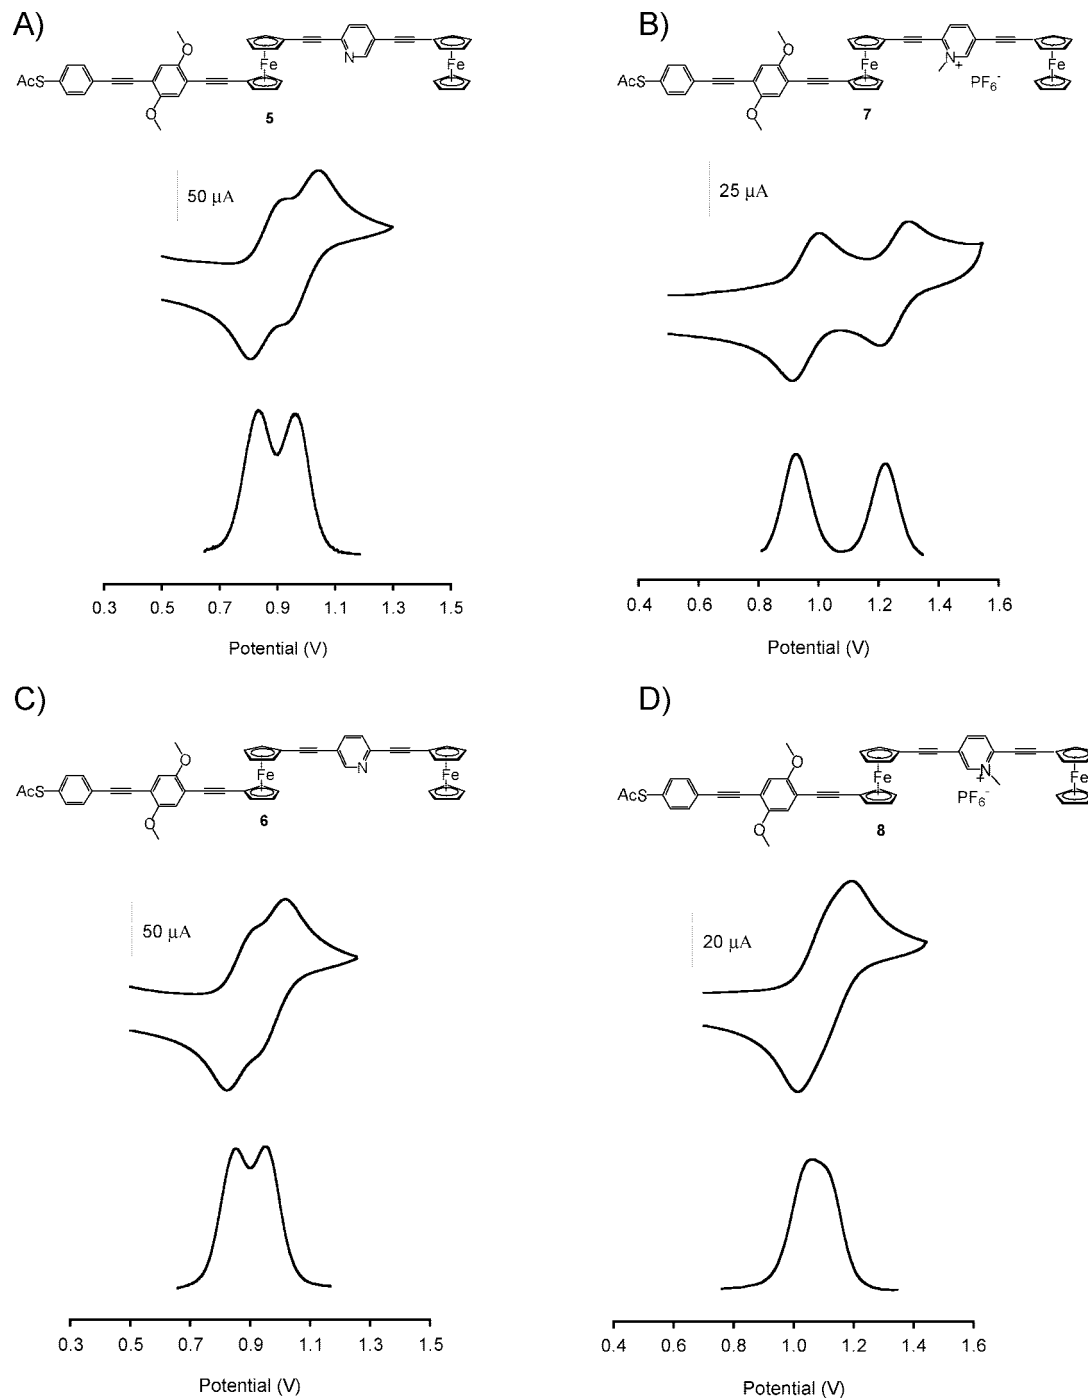 A)
O
N
AcS
Fe
Fe
O
5
50 µA
0.3 0.5 0.7 0.9 1.1 1.3 1.5
Potential (V)
B)
O
Fe
N
+
Fe
PF6-
AcS
O
7
25 µA
0.4 0.6 0.8 1.0 1.2 1.4 1.6
Potential (V)
C)
O
N
Fe
Fe
AcS
O
6
50 µA
0.3 0.5 0.7 0.9 1.1 1.3 1.5
Potential (V)
D)
O
Fe
N
+
Fe
PF6-
AcS
O
8
20 µA
0.4 0.6 0.8 1.0 1.2 1.4 1.6
Potential (V)